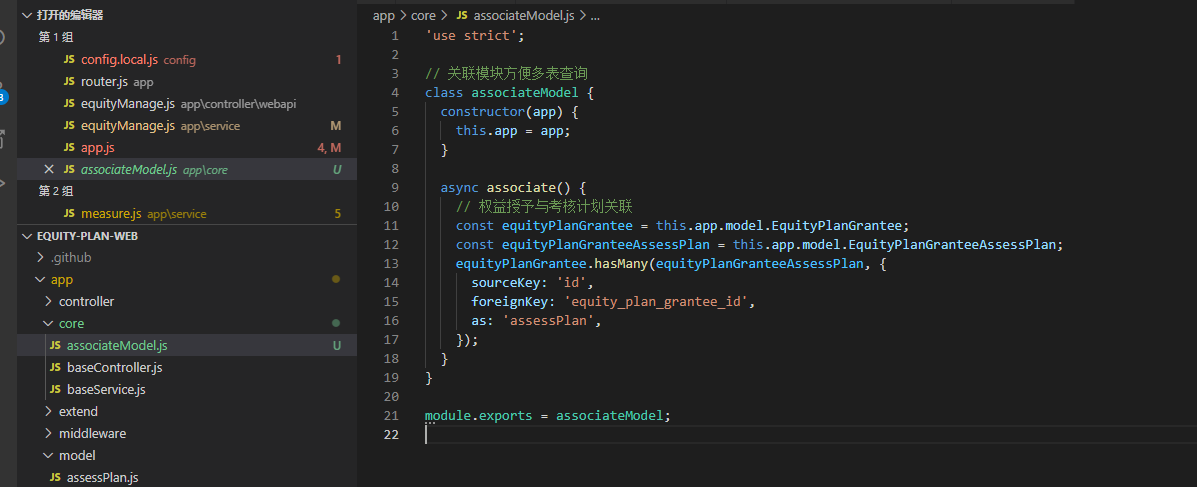 打开的编辑器
第 1 组
JS config.local.js config 1
JS router.js app
JS equityManage.js app\controller\webapi
JS equityManage.js app\service M
JS app.js 4, M
JS associateModel.js app\core U
第 2 组
JS measure.js app\service 5
EQUITY-PLAN-WEB
.github
app
controller
core
JS associateModel.js U
JS baseController.js
JS baseService.js
extend
middleware
model
JS assessPlan.js
app > core > JS associateModel.js > ...
1 'use strict';
2
3 // 关联模块方便多表查询
4 class associateModel {
5 constructor(app) {
6 this.app = app;
7 }
8
9 async associate() {
10 // 权益授予与考核计划关联
11 const equityPlanGrantee = this.app.model.EquityPlanGrantee;
12 const equityPlanGranteeAssessPlan = this.app.model.EquityPlanGranteeAssessPlan;
13 equityPlanGrantee.hasMany(equityPlanGranteeAssessPlan, {
14 sourceKey: 'id',
15 foreignKey: 'equity_plan_grantee_id',
16 as: 'assessPlan',
17 });
18 }
19 }
20
21 module.exports = associateModel;
22